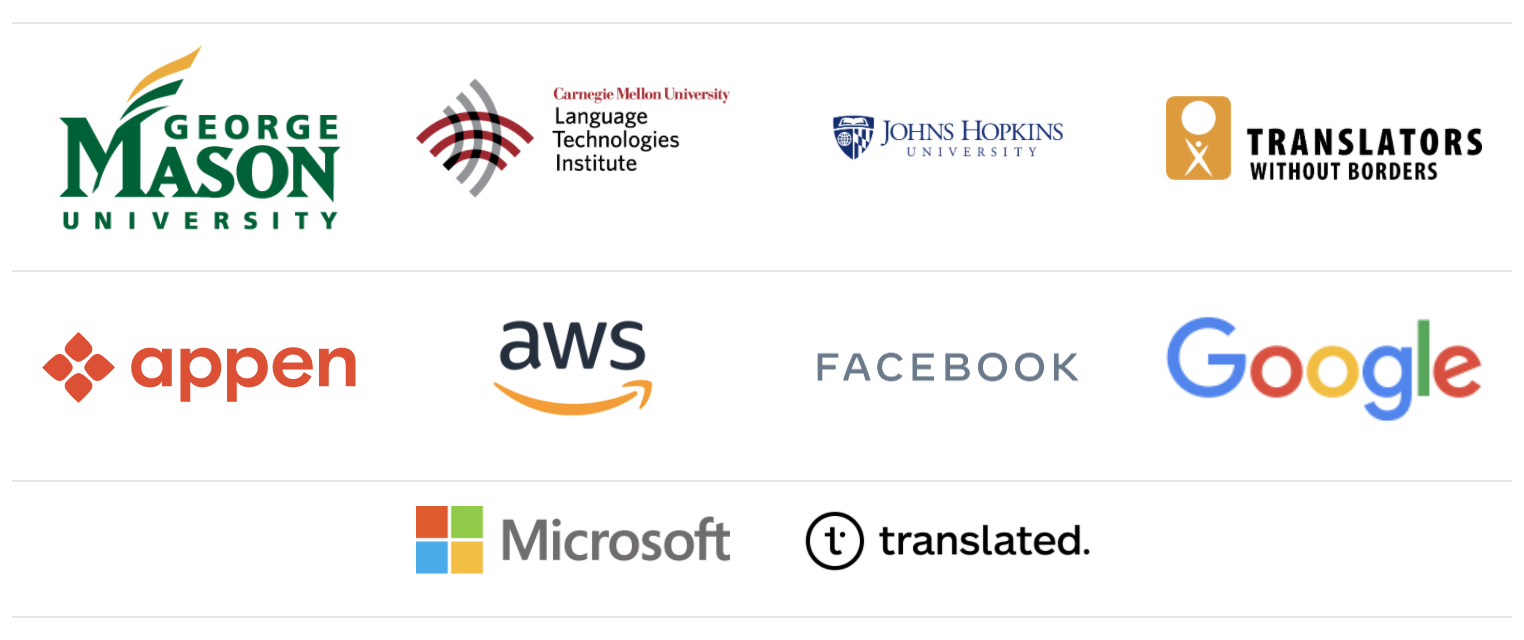 GEORGE
MASON
UNIVERSITY
Carnegie Mellon University
Language
Technologies
Institute
JOHNS HOPKINS
UNIVERSITY
TRANSLATORS
WITHOUT BORDERS
appen
aws
FACEBOOK
Google
Microsoft
t translated.